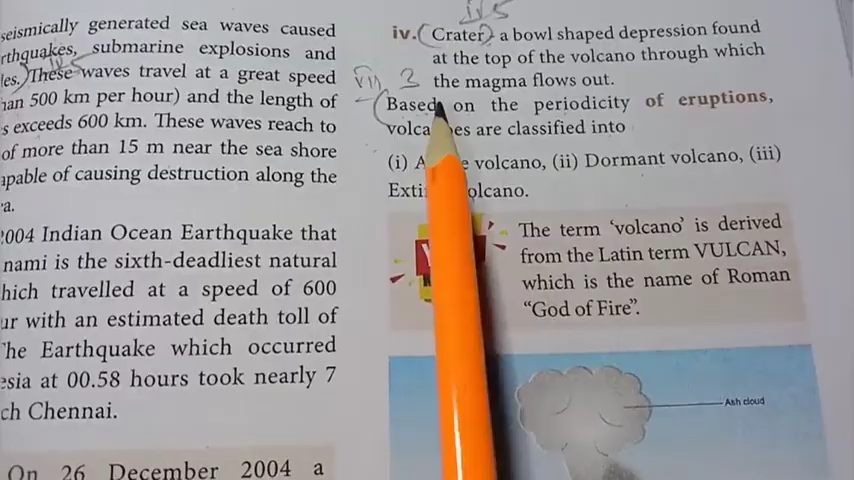 seismically generated sea waves caused
rthquakes, submarine explosions and
les. These waves travel at a great speed
han 500 km per hour) and the length of
s exceeds 600 km. These waves reach to
of more than 15 m near the sea shore
apable of causing destruction along the
a.
2004 Indian Ocean Earthquake that
nami is the sixth-deadliest natural
hich travelled at a speed of 600
ur with an estimated death toll of
The Earthquake which occurred
esia at 00.58 hours took nearly 7
ch Chennai.
On 26 December 2004 a
iv. (Crater) a bowl shaped depression found
at the top of the volcano through which
the magma flows out.
VII 3
(Based on the periodicity of eruptions,
volca es are classified into
(i) A e volcano, (ii) Dormant volcano, (iii)
Exti olcano.
The term ‘volcano’ is derived
from the Latin term VULCAN,
which is the name of Roman
“God of Fire”.
Ash cloud